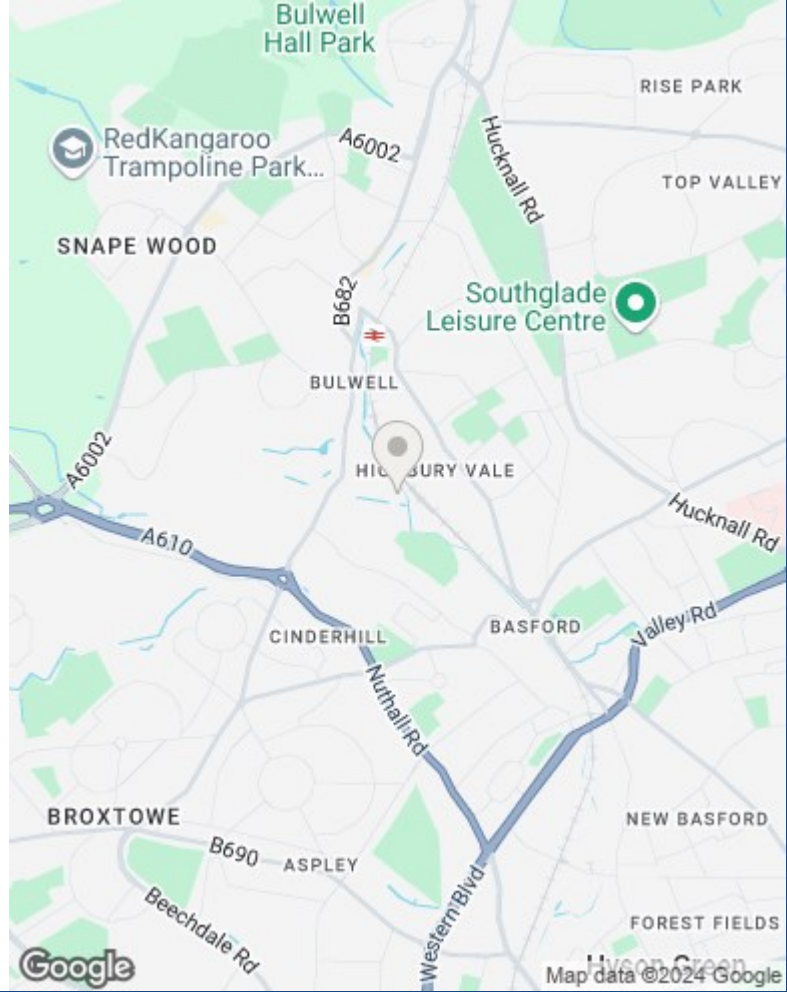 Bulwell
Hall Park
RISE PARK
A6002
Hucknall Rd
RedKangaroo
Trampoline Park...
TOP VALLEY
SNAPE WOOD
B682
Southglade
Leisure Centre
BULWELL
A6002
HIGHBURY VALE
Hucknall Rd
A610
CINDERHILL
BASFORD
Valley Rd
Nuthall Rd
BROXTOWE
NEW BASFORD
B690
ASPLEY
Beechdale Rd
Western Blvd
FOREST FIELDS
Hyson Green
Google
Map data ©2024 Google